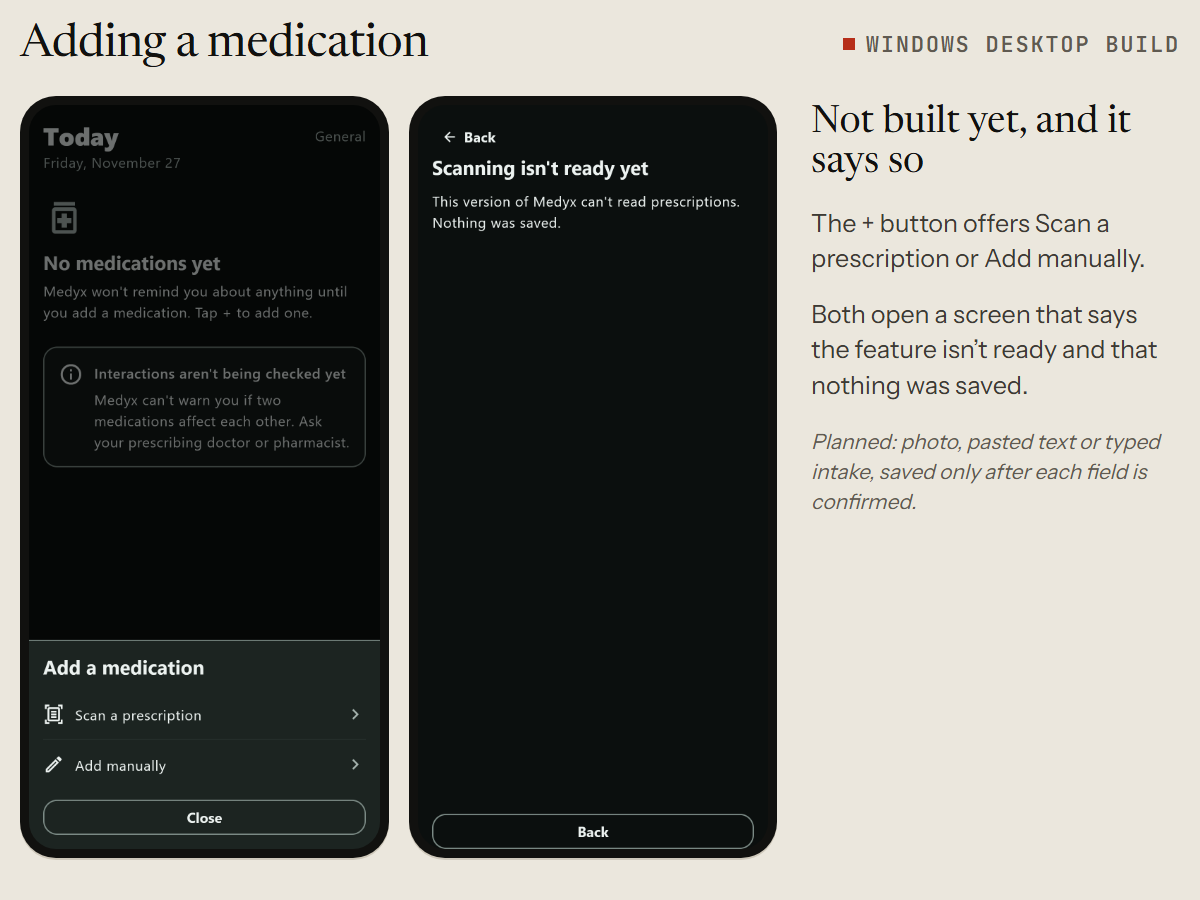 Adding a medication
WINDOWS DESKTOP BUILD
Today
General
Friday, November 27
No medications yet
Medyx won't remind you about anything until
you add a medication. Tap + to add one.
Interactions aren't being checked yet
Medyx can't warn you if two
medications affect each other. Ask
your prescribing doctor or pharmacist.
Add a medication
Scan a prescription
Add manually
Close
Back
Scanning isn't ready yet
This version of Medyx can't read prescriptions.
Nothing was saved.
Back
Not built yet, and it
says so
The + button offers Scan a
prescription or Add manually.
Both open a screen that says
the feature isn’t ready and that
nothing was saved.
Planned: photo, pasted text or typed
intake, saved only after each field is
confirmed.